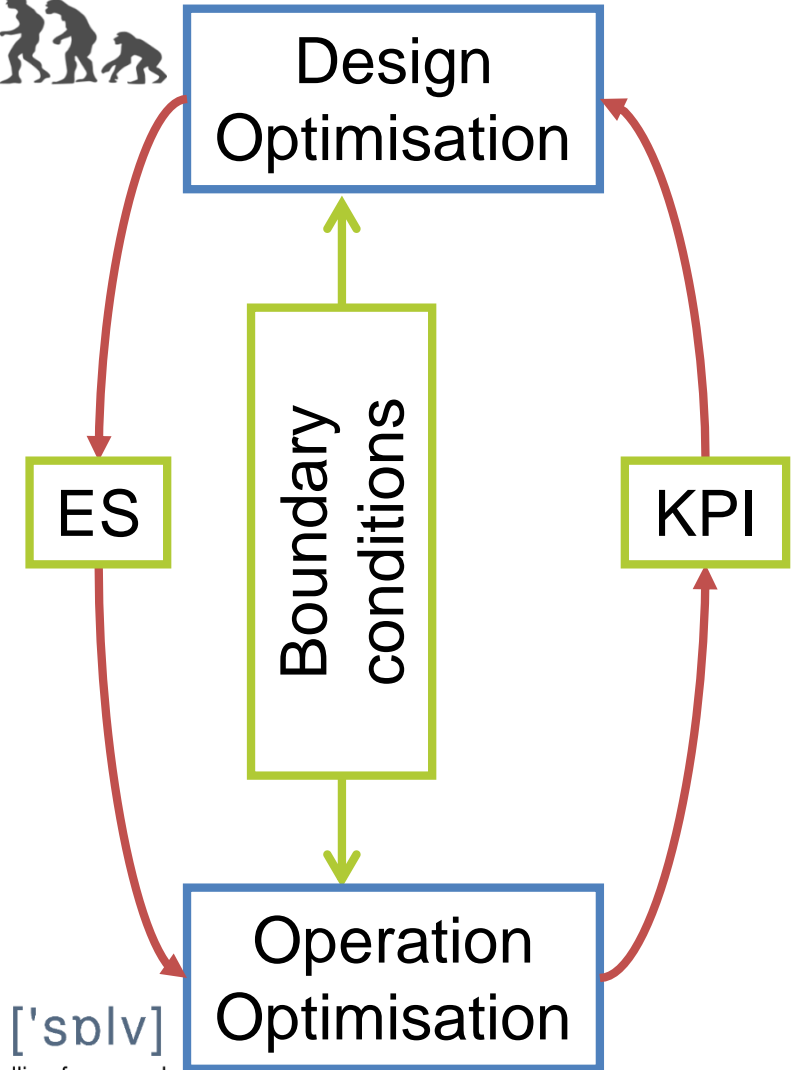 Design
Optimisation
ES
Boundary
conditions
KPI
Operation
Optimisation
['sɒlv]